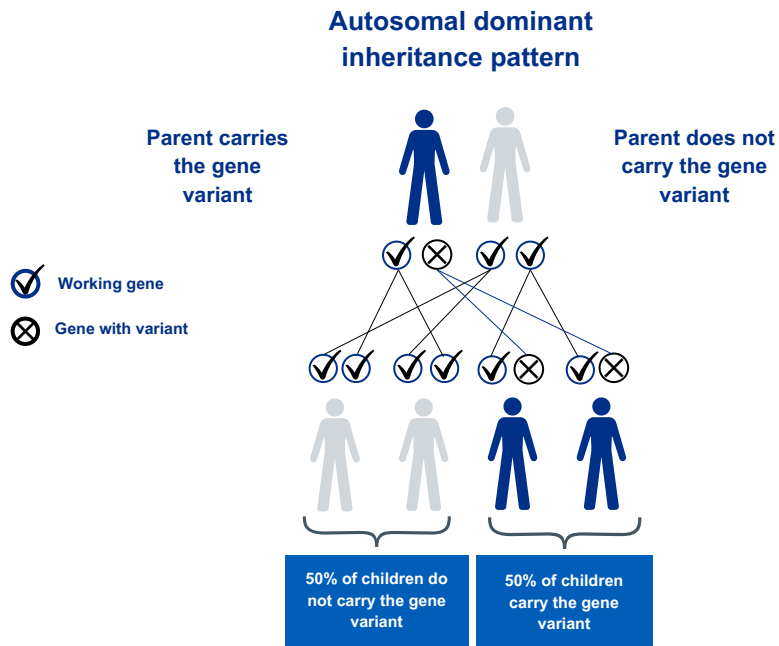 Autosomal dominant
inheritance pattern
Parent carries
the gene
variant
Parent does not
carry the gene
variant
Working gene
Gene with variant
50% of children do
not carry the gene
variant
50% of children
carry the gene
variant